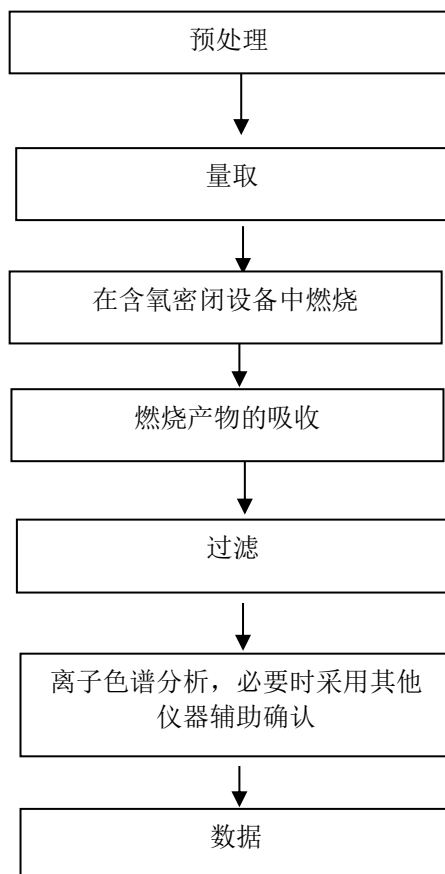 预处理
量取
在含氧密闭设备中燃烧
燃烧产物的吸收
过滤
离子色谱分析，必要时采用其他
仪器辅助确认
数据